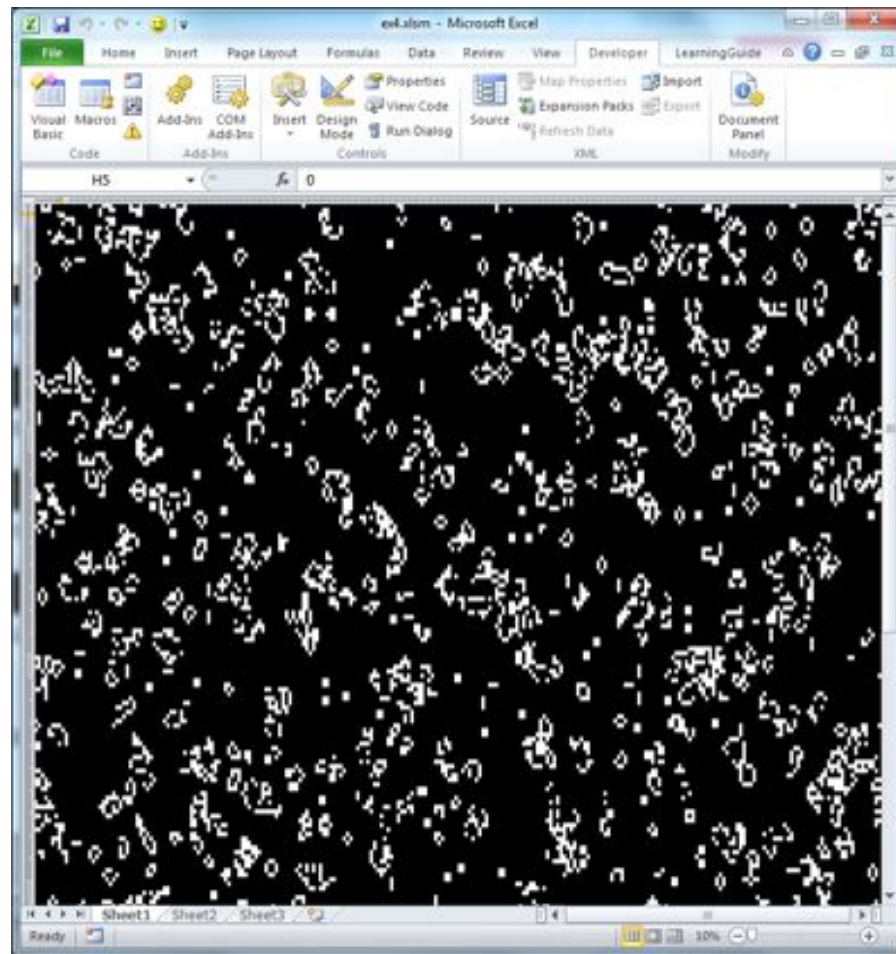 ex4.xlsm - Microsoft Excel
File Home Insert Page Layout Formulas Data Review View Developer LearningGuide
Visual Basic Macros Add-Ins COM Add-Ins Insert Design Mode Properties View Code Run Dialog Source Map Properties Expansion Packs Refresh Data Import Export Document Panel
Code Add-Ins Controls XML Modify
H5 fx 0
Sheet1 Sheet2 Sheet3
Ready 10%